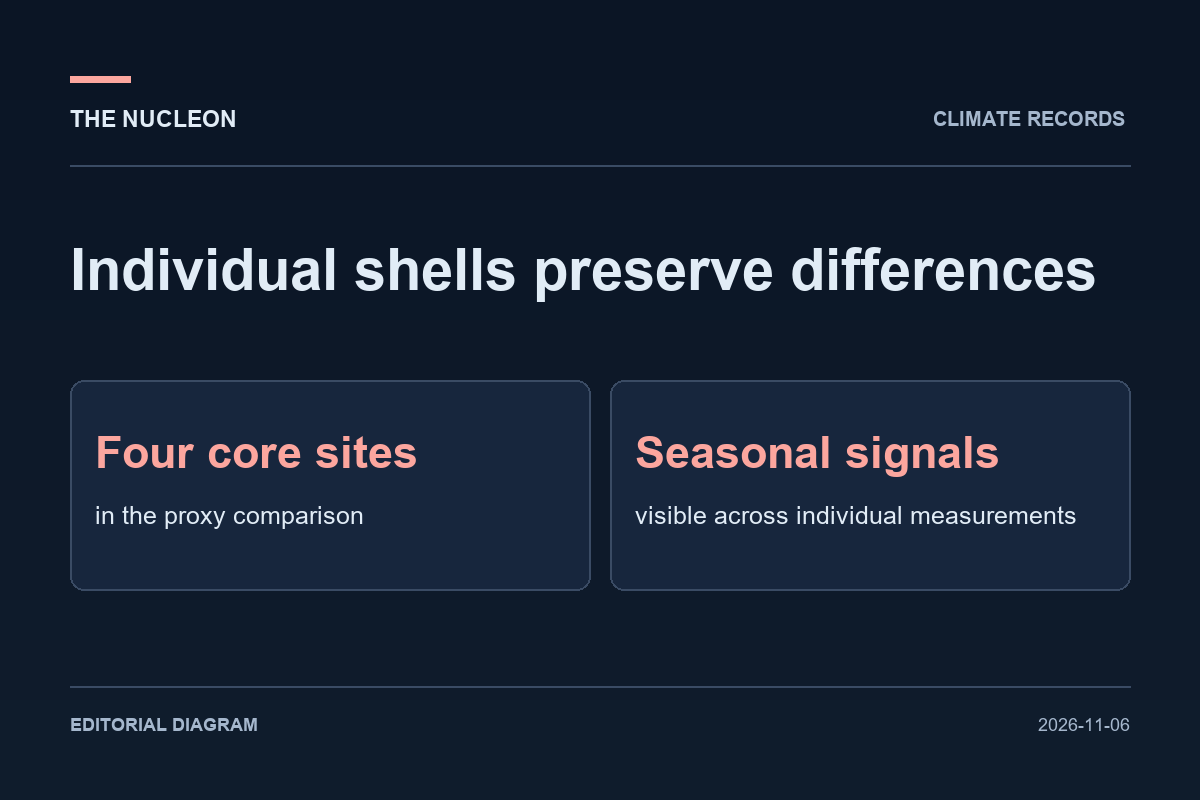 THE NUCLEON
CLIMATE RECORDS
Individual shells preserve differences
Four core sites
in the proxy comparison
Seasonal signals
visible across individual measurements
EDITORIAL DIAGRAM
2026-11-06